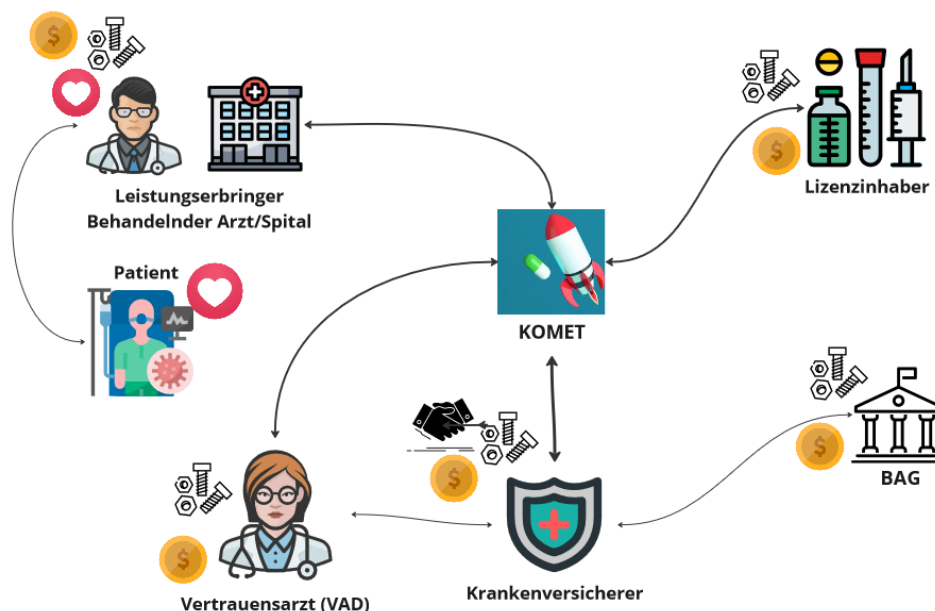 Leistungserbringer
Behandelnder Arzt/Spital
Lizenzinhaber
Patient
KOMET
BAG
Krankenversicherer
Vertrauensarzt (VAD)